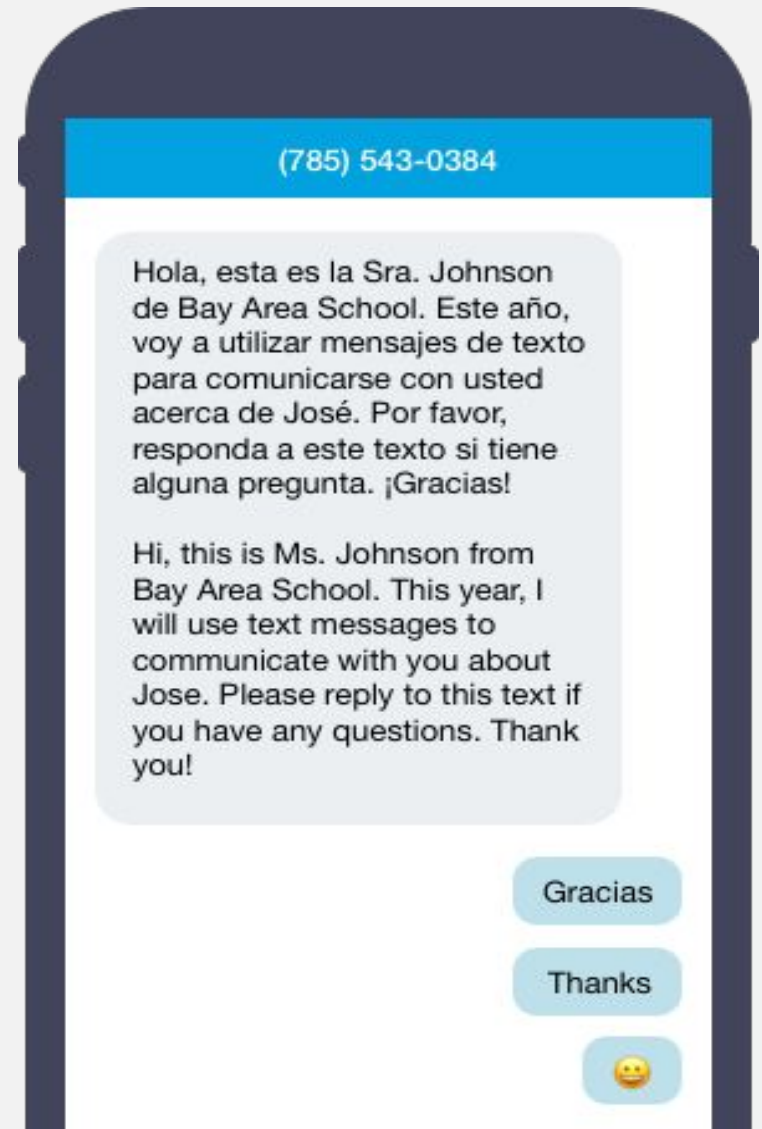 (785) 543-0384
Hola, esta es la Sra. Johnson
de Bay Area School. Este año,
voy a utilizar mensajes de texto
para comunicarse con usted
acerca de José. Por favor,
responda a este texto si tiene
alguna pregunta. ¡Gracias!
Hi, this is Ms. Johnson from
Bay Area School. This year, I
will use text messages to
communicate with you about
Jose. Please reply to this text if
you have any questions. Thank
you!
Gracias
Thanks
😀